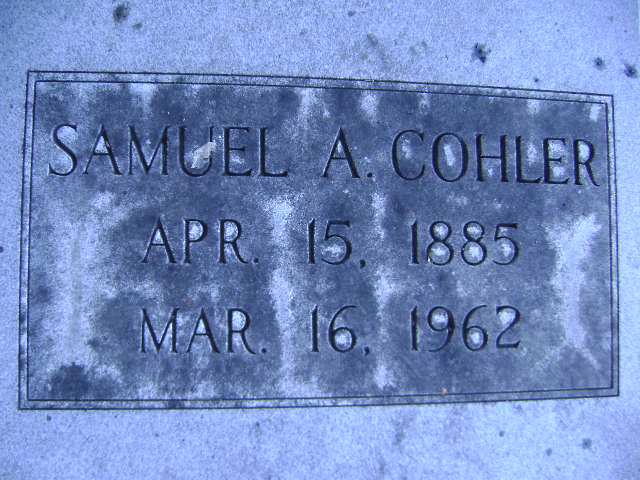 SAMUEL A. COHLER
APR. 15, 1885
MAR. 16, 1962